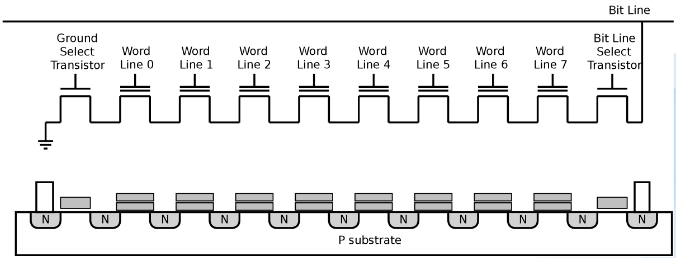 Bit Line
Ground
Select
Transistor
Word
Line 0
Word
Line 1
Word
Line 2
Word
Line 3
Word
Line 4
Word
Line 5
Word
Line 6
Word
Line 7
Bit Line
Select
Transistor
N
N
N
N
N
N
N
N
N
N
N
P substrate